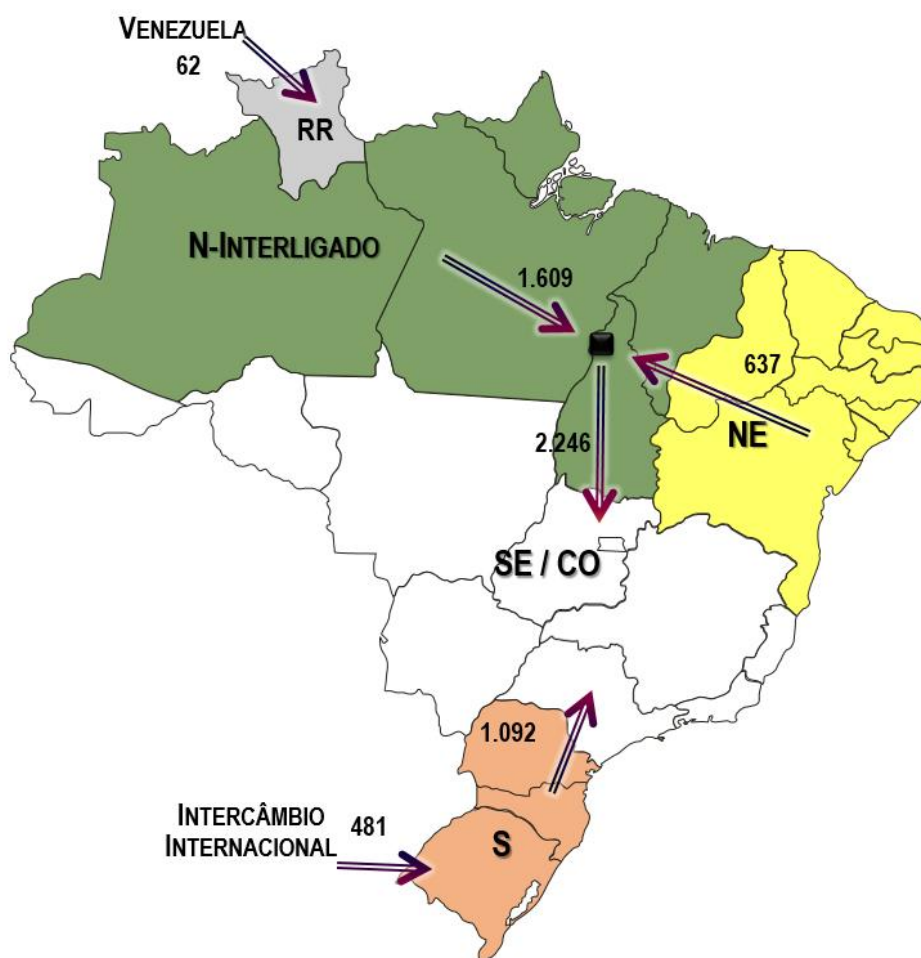 VENEZUELA
62
RR
N-INTERLIGADO
1.609
637
NE
2.246
SE / CO
1.092
INTERCÂMBIO
INTERNACIONAL
481
S